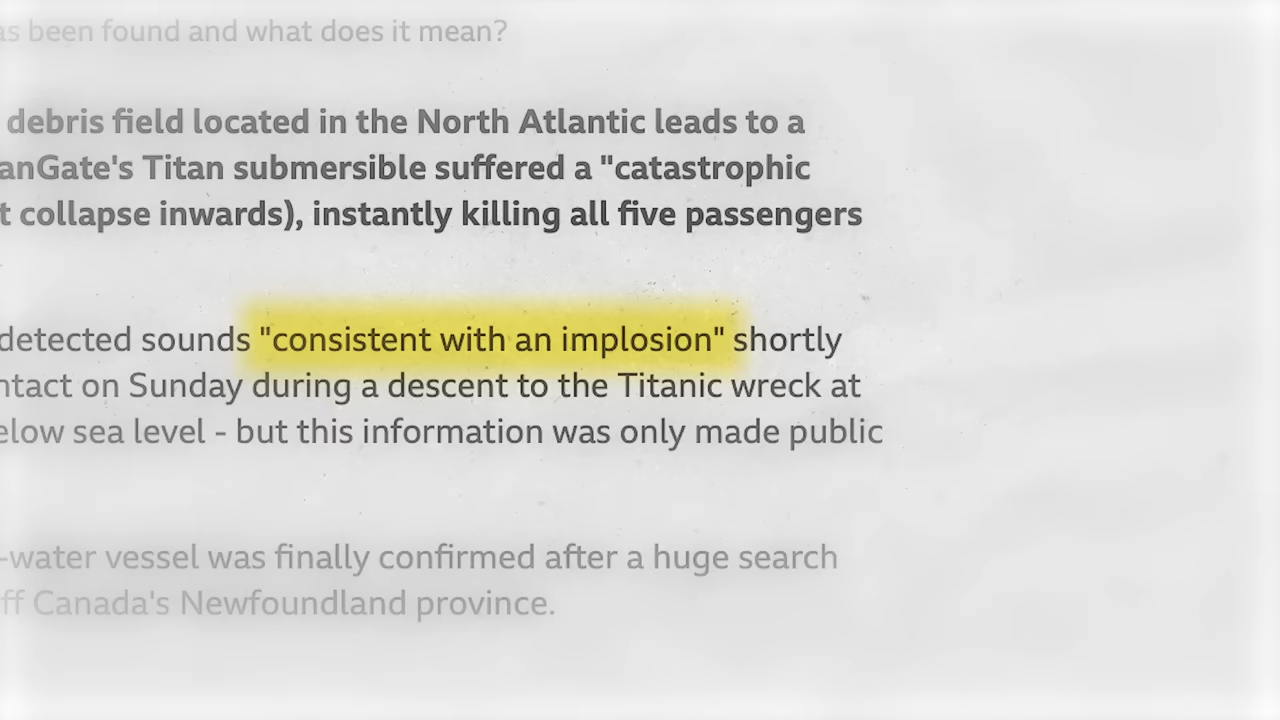 as been found and what does it mean?
debris field located in the North Atlantic leads to a
anGate's Titan submersible suffered a "catastrophic
t collapse inwards), instantly killing all five passengers
detected sounds "consistent with an implosion" shortly
ntact on Sunday during a descent to the Titanic wreck at
elow sea level - but this information was only made public
-water vessel was finally confirmed after a huge search
ff Canada's Newfoundland province.